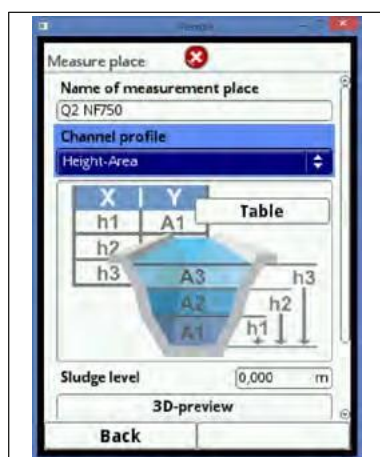 Measure place
Name of measurement place
Q2 NF750
Channel profile
Height-Area
X Y
Table
h1 A1
h2
h3
A3 h3
A2 h2
A1 h1
Sludge level 0,000 m
3D-preview
Back